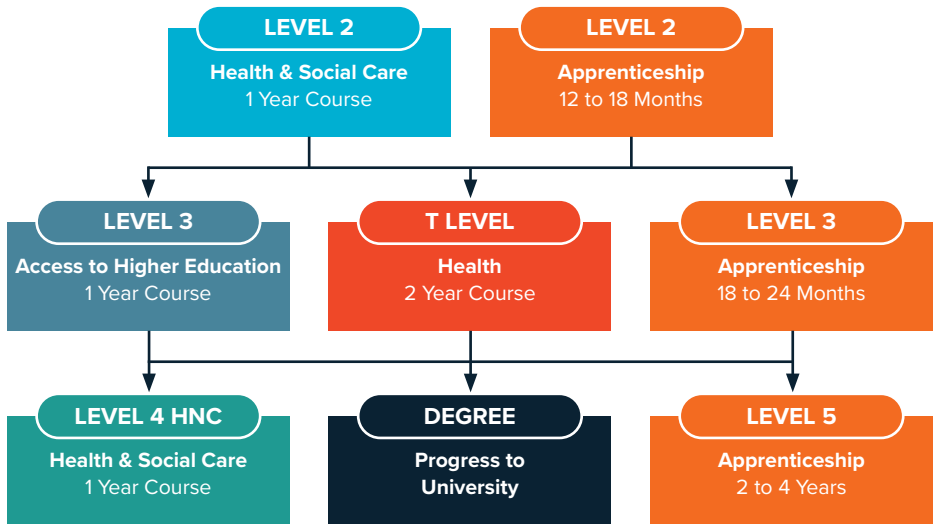 LEVEL 2
Health & Social Care
1 Year Course
LEVEL 2
Apprenticeship
12 to 18 Months
LEVEL 3
Access to Higher Education
1 Year Course
T LEVEL
Health
2 Year Course
LEVEL 3
Apprenticeship
18 to 24 Months
LEVEL 4 HNC
Health & Social Care
1 Year Course
DEGREE
Progress to
University
LEVEL 5
Apprenticeship
2 to 4 Years